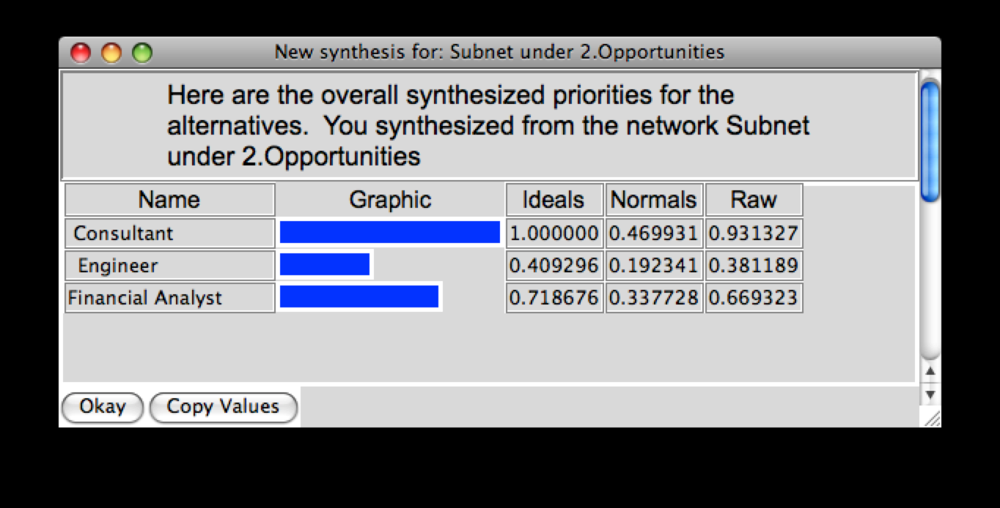 New synthesis for: Subnet under 2.Opportunities
Here are the overall synthesized priorities for the
alternatives.  You synthesized from the network Subnet
under 2.Opportunities
Name Graphic Ideals Normals Raw
Consultant 1.000000 0.469931 0.931327
Engineer 0.409296 0.192341 0.381189
Financial Analyst 0.718676 0.337728 0.669323
Okay Copy Values